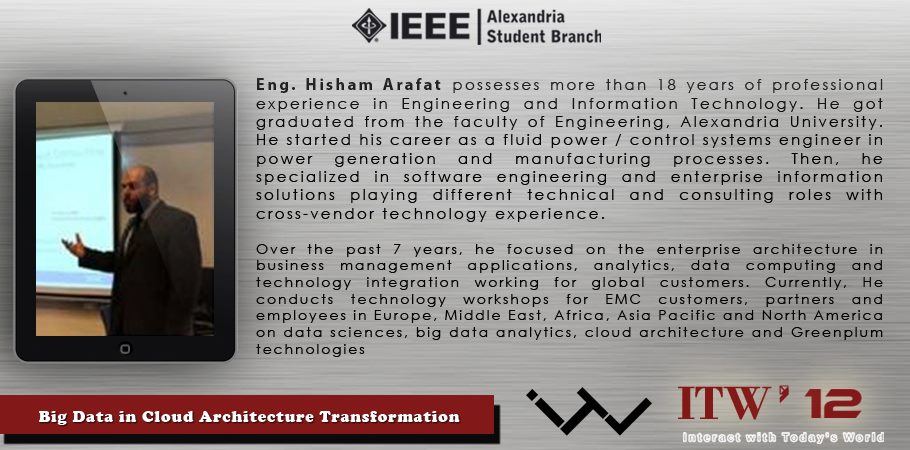 IEEE
Alexandria
Student Branch
Eng. Hisham Arafat possesses more than 18 years of professional
experience in Engineering and Information Technology. He got
graduated from the faculty of Engineering, Alexandria University.
He started his career as a fluid power / control systems engineer in
power generation and manufacturing processes. Then, he
specialized in software engineering and enterprise information
solutions playing different technical and consulting roles with
cross-vendor technology experience.
Over the past 7 years, he focused on the enterprise architecture in
business management applications, analytics, data computing and
technology integration working for global customers. Currently, He
conducts technology workshops for EMC customers, partners and
employees in Europe, Middle East, Africa, Asia Pacific and North America
on data sciences, big data analytics, cloud architecture and Greenplum
technologies
Big Data in Cloud Architecture Transformation
itw
ITW' 12
Interact with Today's World